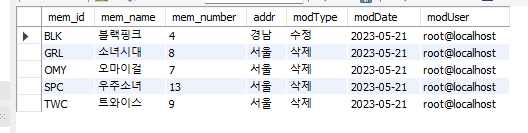 mem_id mem_name mem_number addr modType modDate modUser
BLK 블랙핑크 4 경남 수정 2023-05-21 root@localhost
GRL 소녀시대 8 서울 삭제 2023-05-21 root@localhost
OMY 오마이걸 7 서울 삭제 2023-05-21 root@localhost
SPC 우주소녀 13 서울 삭제 2023-05-21 root@localhost
TWC 트와이스 9 서울 삭제 2023-05-21 root@localhost